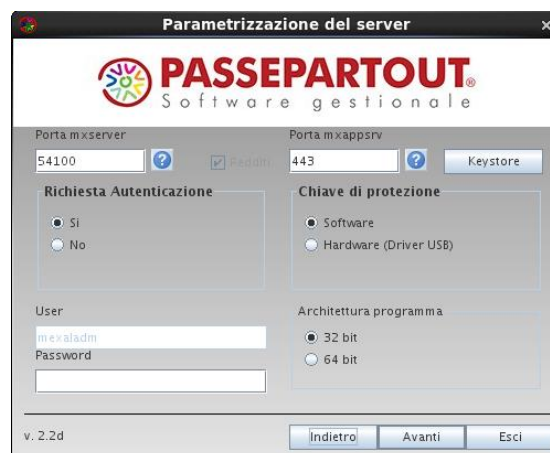 Parametrizzazione del server
PASSEPARTOUT®
Software gestionale
Porta mxserver
Porta mxappsrv
54100
Redditi
443
Keystore
Richiesta Autenticazione
Chiave di protezione
Si
Software
No
Hardware (Driver USB)
User
Architettura programma
mexaladm
32 bit
Password
64 bit
v. 2.2d
Indietro
Avanti
Esci